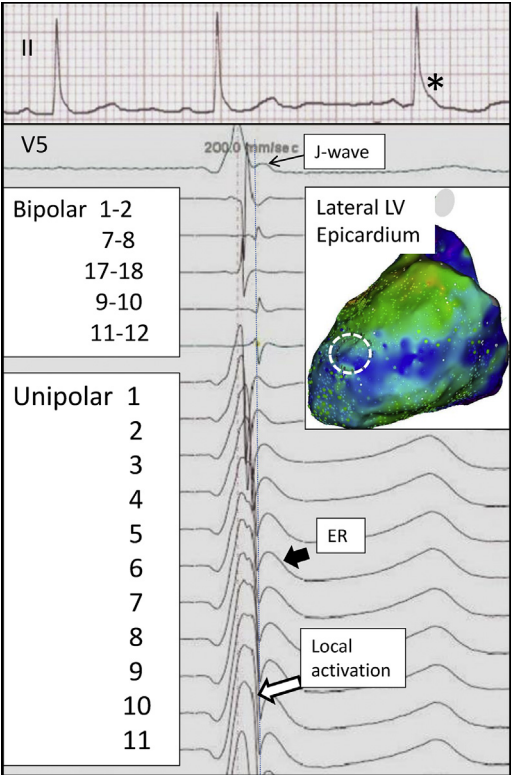 II
*
V5
200.0 mm/sec
J-wave
Bipolar 1-2
7-8
17-18
9-10
11-12
Lateral LV
Epicardium
Unipolar 1
2
3
4
5
6
7
8
9
10
11
ER
Local
activation